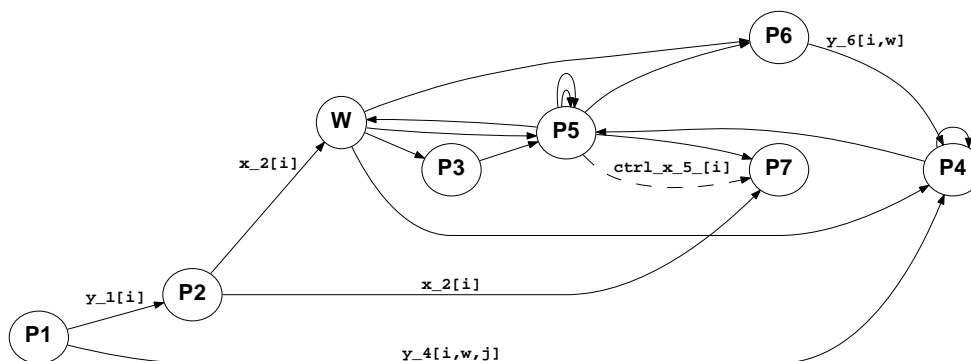 P6
y_6[i,w]
W
P5
x_2[i]
P3
ctrl_x_5_[i]
P7
P4
y_1[i]
P2
x_2[i]
P1
y_4[i,w,j]